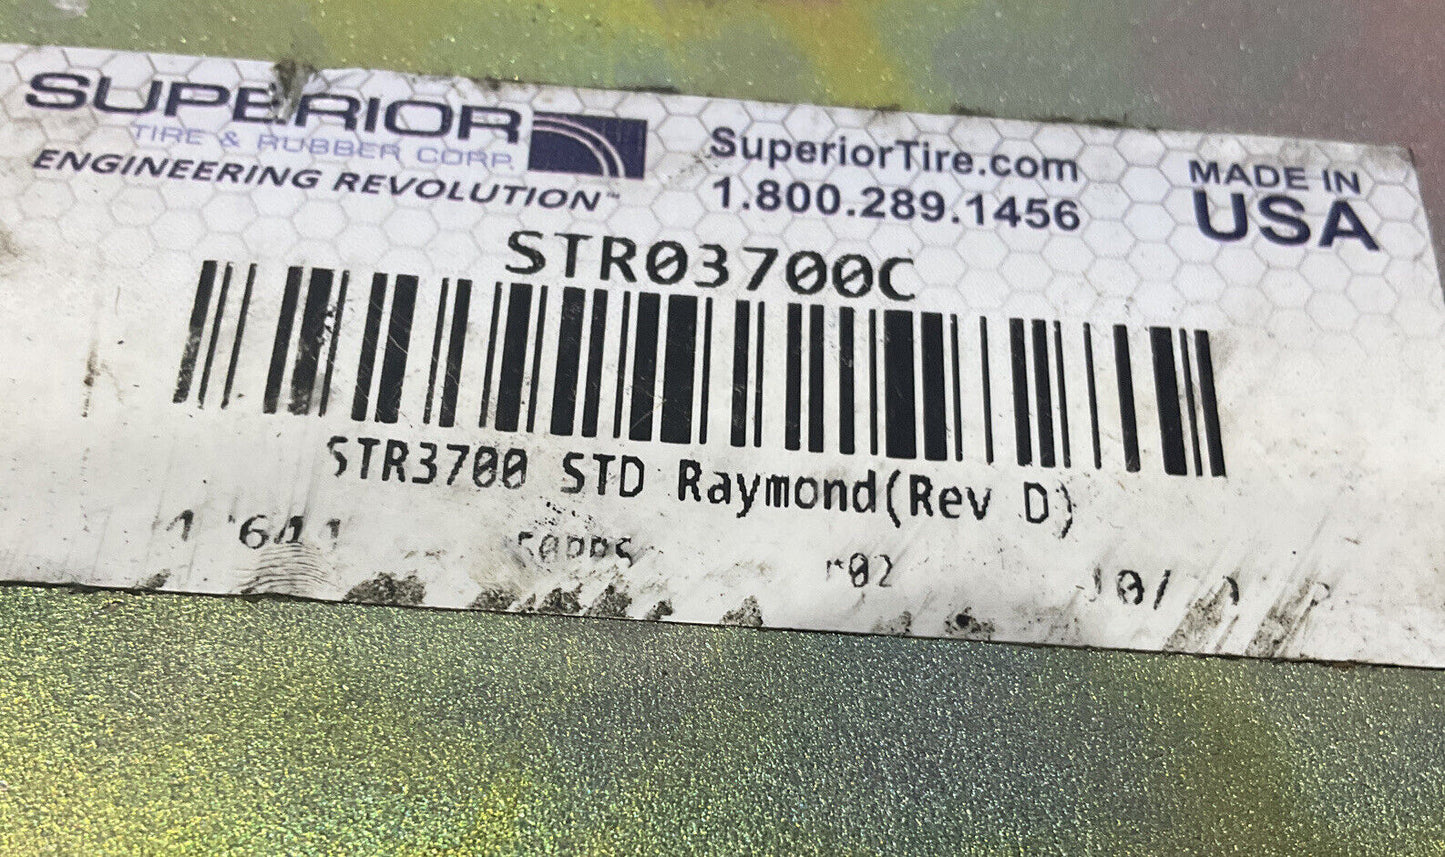 SUPERIOR
TIRE & RUBBER CORP.
ENGINEERING REVOLUTION™
SuperiorTire.com
1.800.289.1456
MADE IN
USA
STR03700C
STR3700 STD Raymond(Rev D)